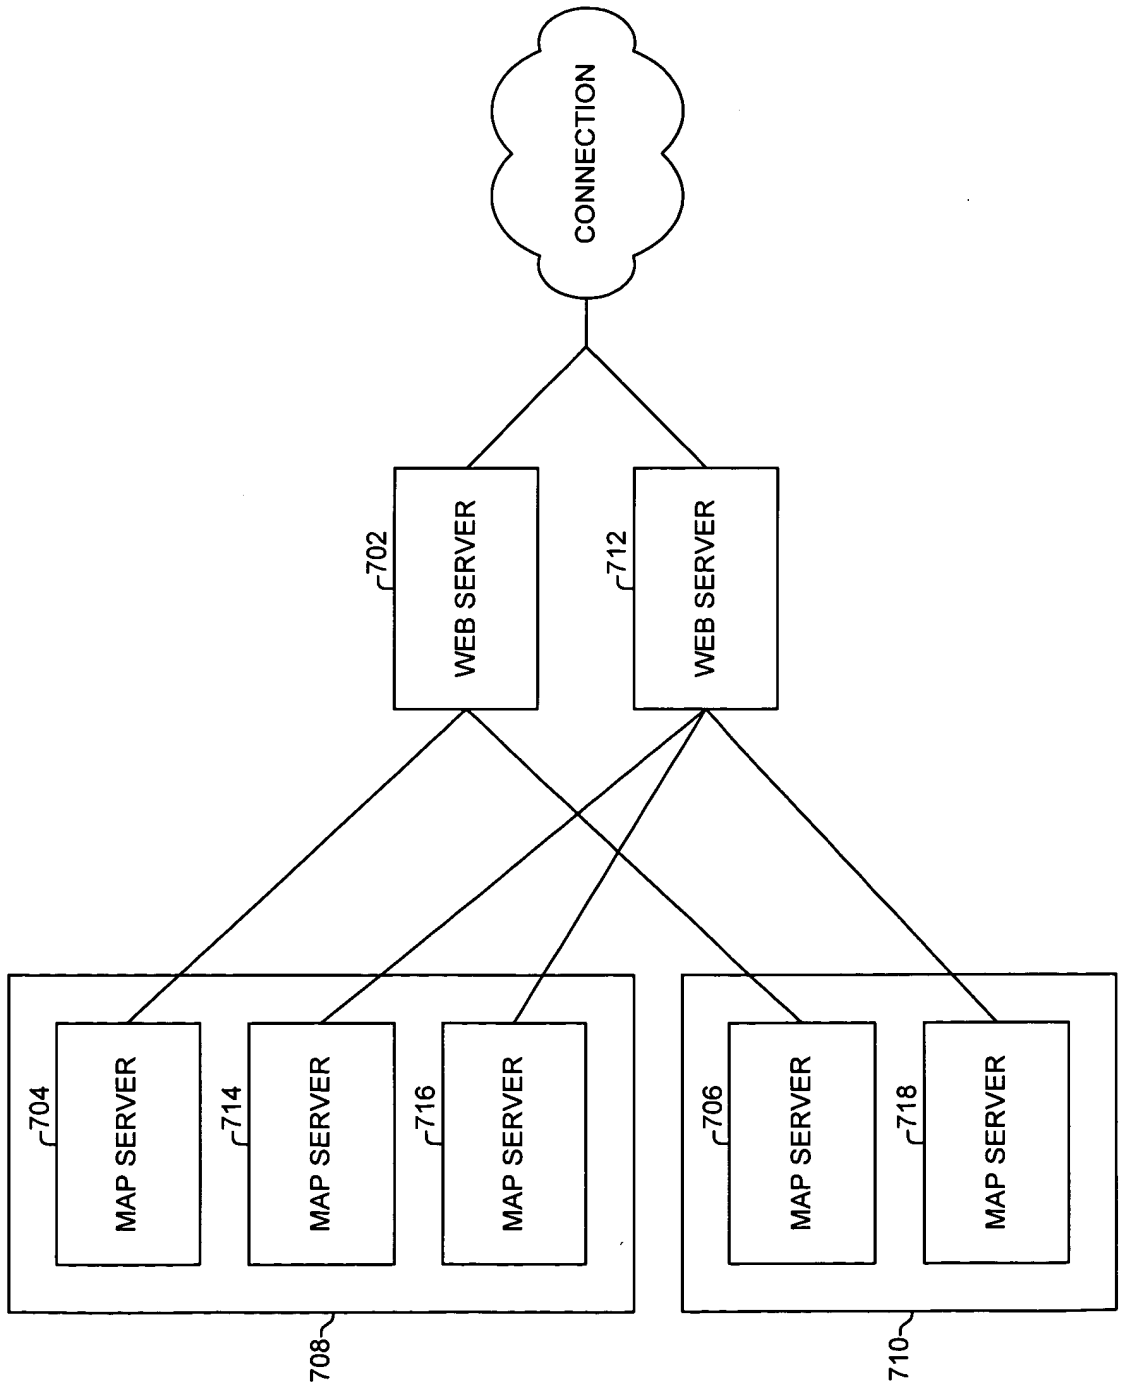 CONNECTION
702
WEB SERVER
712
WEB SERVER
704
MAP SERVER
714
MAP SERVER
716
MAP SERVER
706
MAP SERVER
718
MAP SERVER
708
710